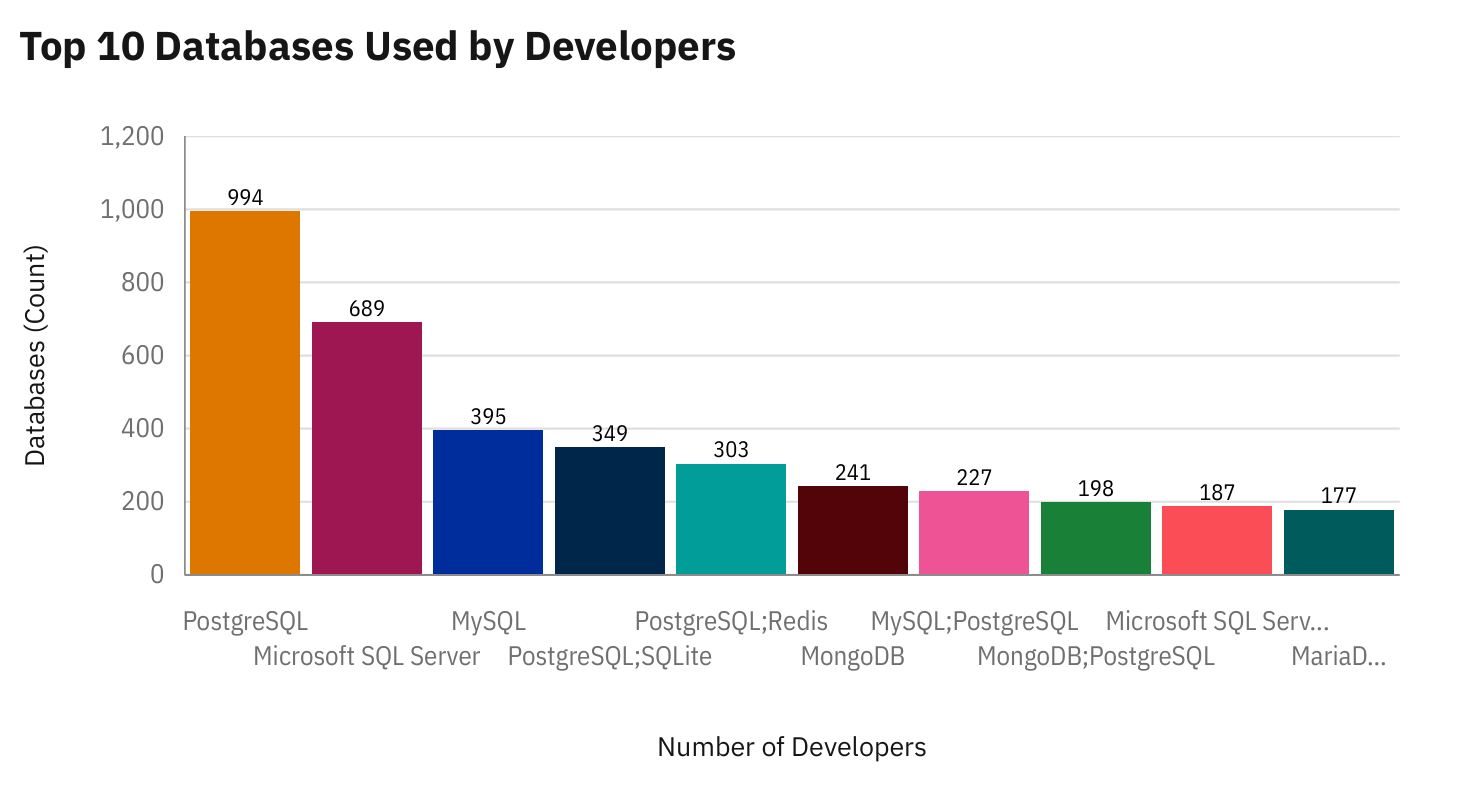 Top 10 Databases Used by Developers
Databases (Count)
1,200
1,000
800
600
400
200
0
994
689
395
349
303
241
227
198
187
177
PostgreSQL
Microsoft SQL Server
MySQL
PostgreSQL;SQLite
PostgreSQL;Redis
MongoDB
MySQL;PostgreSQL
MongoDB;PostgreSQL
Microsoft SQL Serv...
MariaD...
Number of Developers